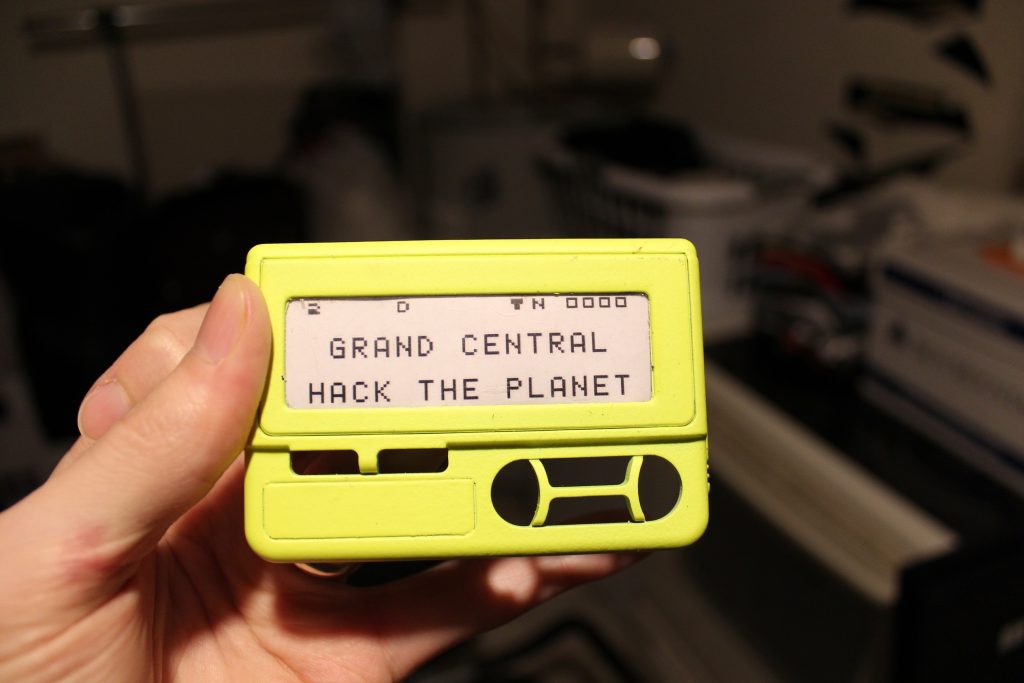 D N 0000
GRAND CENTRAL
HACK THE PLANET